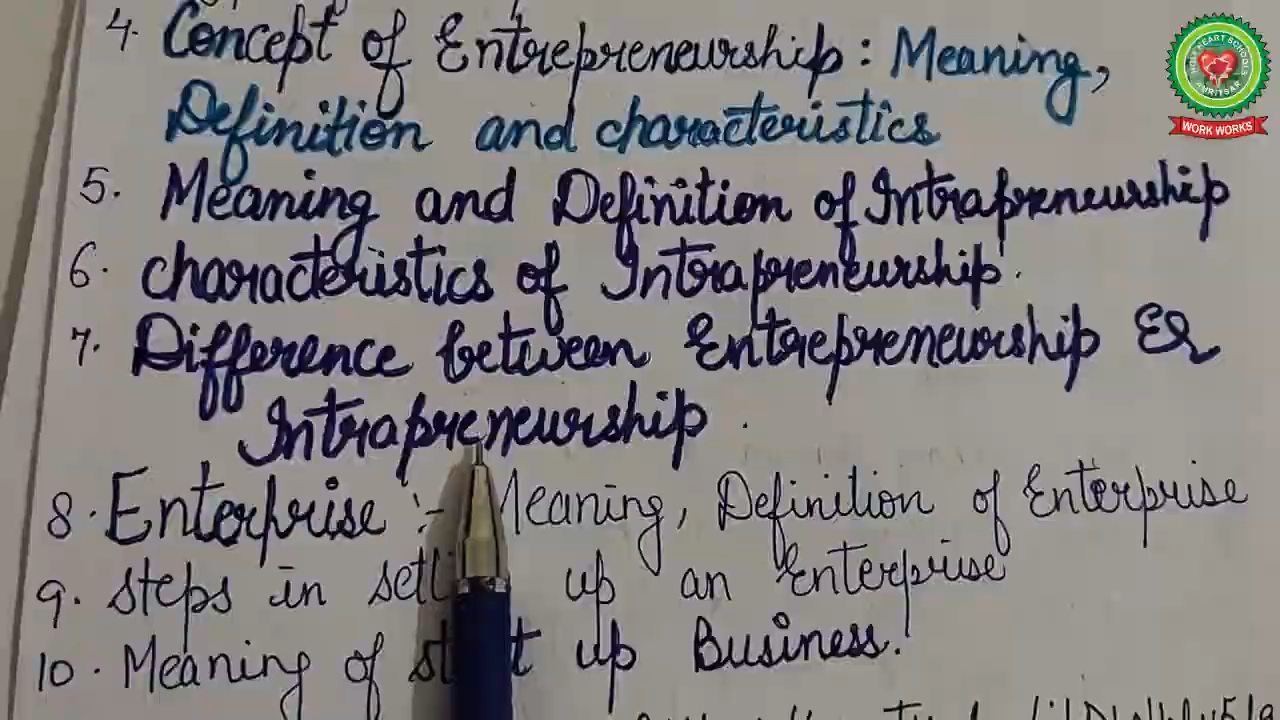 4. Concept of Entrepreneurship: Meaning,
Definition and characteristics
5. Meaning and Definition of Intrapreneurship
6. characteristics of Intrapreneurship.
7. Difference between Entrepreneurship &
Intrapreneurship.
8. Enterprise :- Meaning, Definition of Enterprise
9. Steps in up an Enterprise
10. Meaning of up Business.
AMRITSAR
WORK WORKS